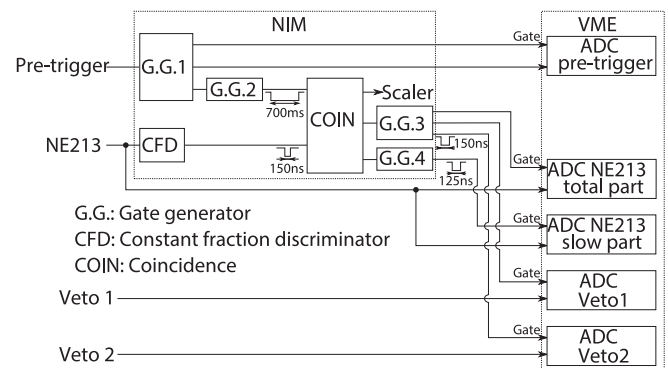 NIM
VME
Pre-trigger
G.G.1
Gate
ADC
pre-trigger
G.G.2
700ms
COIN
Scaler
G.G.3
150ns
NE213
CFD
150ns
G.G.4
125ns
Gate
ADC NE213
total part
G.G.: Gate generator
CFD: Constant fraction discriminator
COIN: Coincidence
Gate
ADC NE213
slow part
Veto 1
Gate
ADC
Veto1
Veto 2
Gate
ADC
Veto2